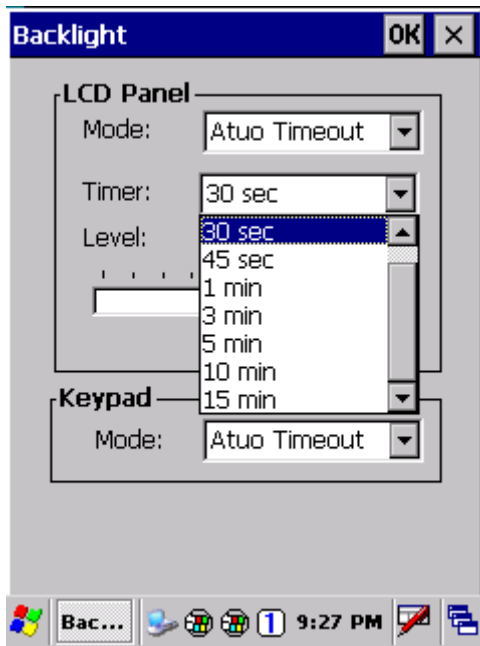 Backlight OK
LCD Panel
Mode: Atuo Timeout
Timer: 30 sec
Level: 30 sec
45 sec
1 min
3 min
5 min
10 min
15 min
Keypad
Mode: Atuo Timeout
Bac... 1 9:27 PM